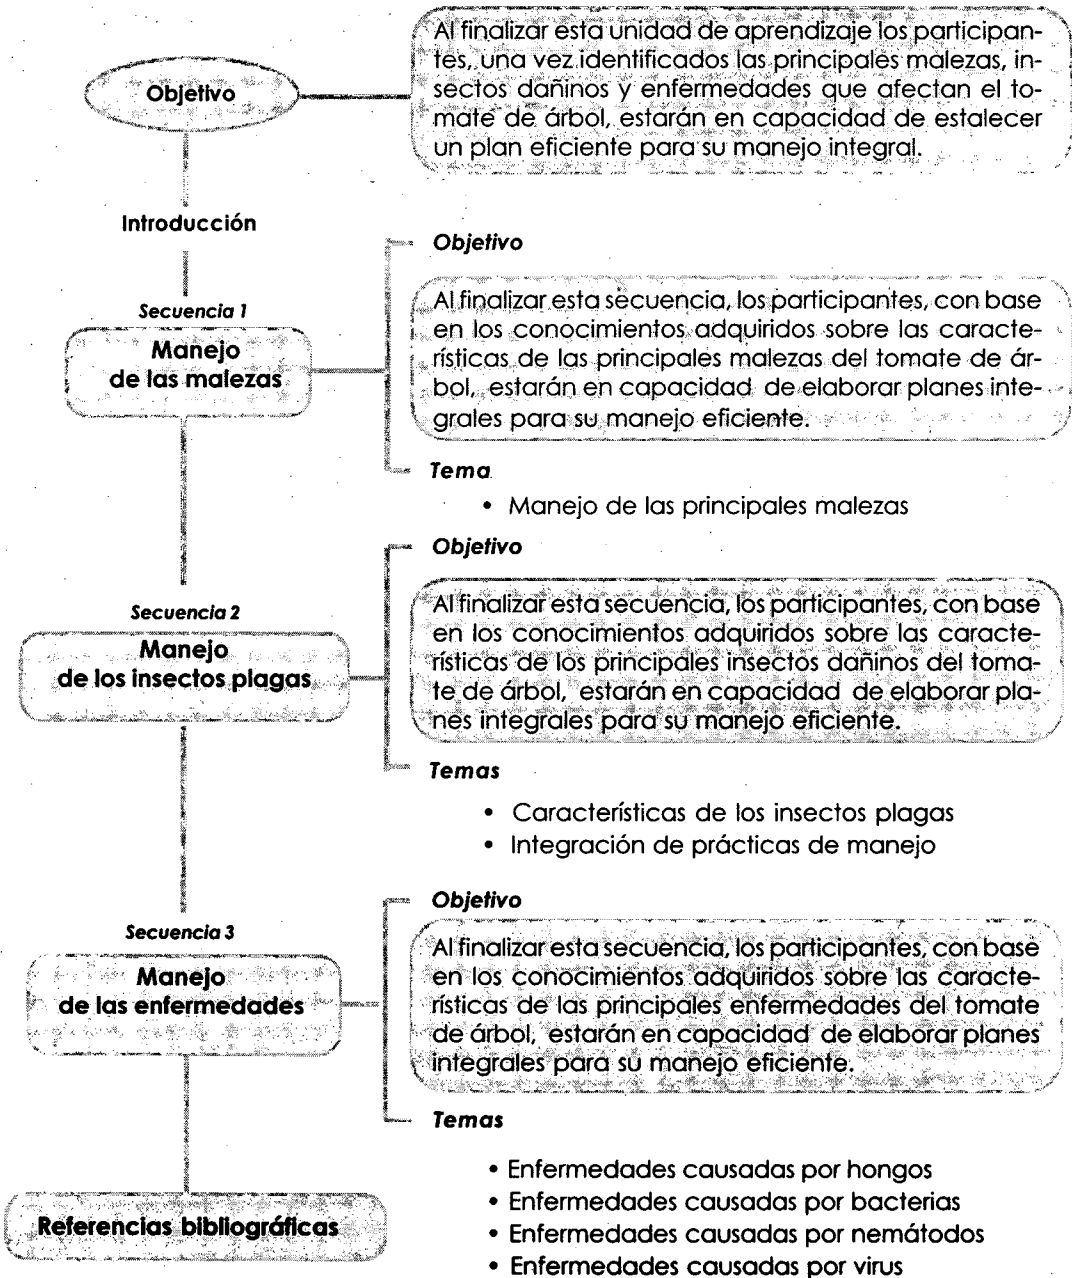 Objetivo
Al finalizar esta unidad de aprendizaje los participan-
tes, una vez identificados las principales malezas, in-
sectos dañinos y enfermedades que afectan el to-
mate de árbol, estarán en capacidad de estalecer
un plan eficiente para su manejo integral.
Introducción
Secuencia 1
Manejo
de las malezas
Objetivo
Al finalizar esta secuencia, los participantes, con base
en los conocimientos adquiridos sobre las caracte-
rísticas de las principales malezas del tomate de ár-
bol, estarán en capacidad de elaborar planes inte-
grales para su manejo eficiente.
Tema
• Manejo de las principales malezas
Secuencia 2
Manejo
de los insectos plagas
Objetivo
Al finalizar esta secuencia, los participantes, con base
en los conocimientos adquiridos sobre las caracte-
rísticas de los principales insectos dañinos del toma-
te de árbol, estarán en capacidad de elaborar pla-
nes integrales para su manejo eficiente.
Temas
• Características de los insectos plagas
• Integración de prácticas de manejo
Secuencia 3
Manejo
de las enfermedades
Objetivo
Al finalizar esta secuencia, los participantes, con base
en los conocimientos adquiridos sobre las caracte-
rísticas de las principales enfermedades del tomate
de árbol, estarán en capacidad de elaborar planes
integrales para su manejo eficiente.
Temas
• Enfermedades causadas por hongos
• Enfermedades causadas por bacterias
• Enfermedades causadas por nemátodos
• Enfermedades causadas por virus
Referencias bibliográficas